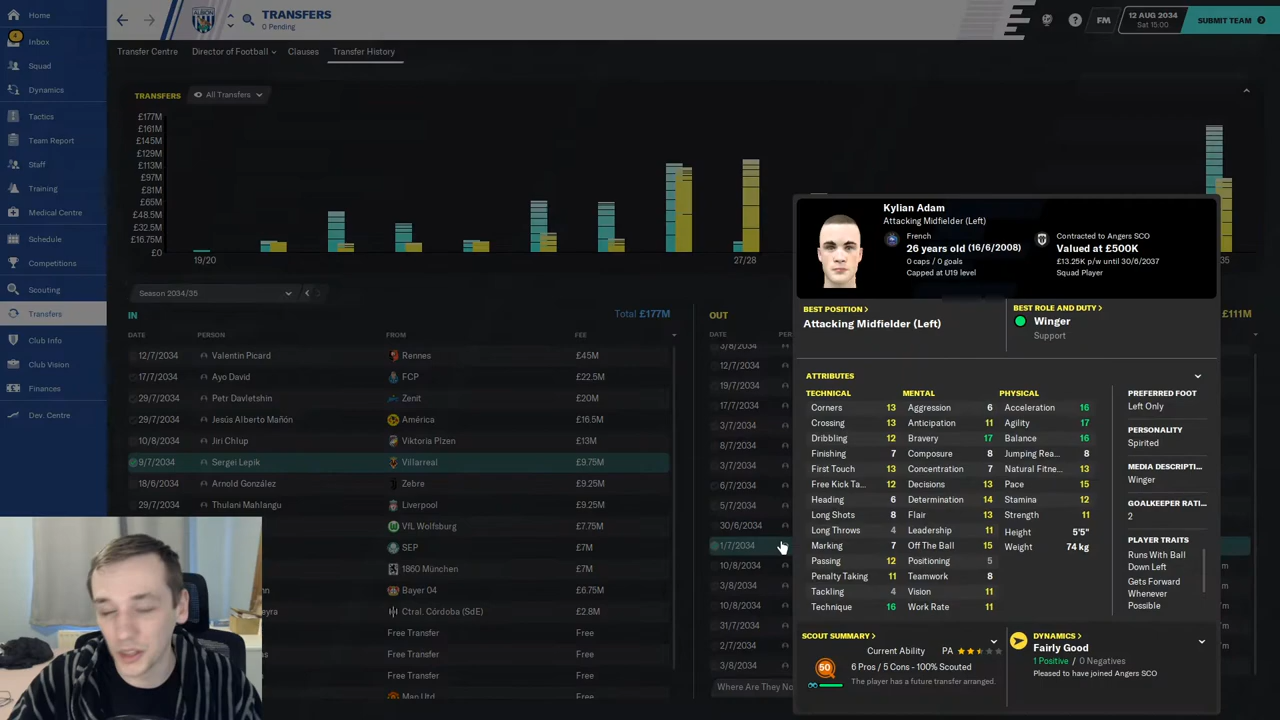 Home
TRANSFERS
0 Pending
FM
12 AUG 2034
SAT 15:00
SUBMIT TEAM
4
Inbox
Squad
Dynamics
Tactics
Team Report
Staff
Training
Medical Centre
Schedule
Competitions
Scouting
Transfers
Club Info
Club Vision
Finances
Dev. Centre
Transfer Centre
Director of Football
Clauses
Transfer History
TRANSFERS
All Transfers
£177M
£161M
£145M
£129M
£113M
£97M
£81M
£65M
£48.5M
£32.5M
£16.75M
£0
19/20
27/28
35
Season 2034/35
IN
Total £177M
DATE PERSON FROM FEE
12/7/2034 Valentin Picard Rennes £45M
17/7/2034 Ayo David FCP £22.5M
29/7/2034 Petr Davletshin Zenit £20M
29/7/2034 Jesús Alberto Mañón América £16.5M
10/8/2034 Jiri Chlup Viktoria Plzen £13M
9/7/2034 Sergei Lepik Villarreal £9.75M
18/6/2034 Arnold González Zebre £9.25M
29/7/2034 Thulani Mahlangu Liverpool £9.25M
VfL Wolfsburg £7.75M
SEP £7M
1860 München £7M
Bayer 04 £6.75M
Ctral. Córdoba (SdE) £2.8M
Free Transfer Free
Free Transfer Free
Man Utd Free
OUT
£111M
DATE
3/8/2034
12/7/2034
19/7/2034
17/7/2034
3/7/2034
8/7/2034
3/7/2034
6/7/2034
5/7/2034
30/6/2034
1/7/2034
10/8/2034
3/8/2034
10/8/2034
31/7/2034
2/7/2034
3/8/2034
Where Are They No
Kylian Adam
Attacking Midfielder (Left)
French
26 years old (16/6/2008)
0 caps / 0 goals
Capped at U19 level
Contracted to Angers SCO
Valued at £500K
£13.25K p/w until 30/6/2037
Squad Player
BEST POSITION
Attacking Midfielder (Left)
BEST ROLE AND DUTY
Winger
Support
ATTRIBUTES
TECHNICAL MENTAL PHYSICAL
Corners 13 Aggression 6 Acceleration 16
Crossing 13 Anticipation 11 Agility 17
Dribbling 12 Bravery 17 Balance 16
Finishing 7 Composure 8 Jumping Rea... 8
First Touch 13 Concentration 7 Natural Fitne... 13
Free Kick Ta... 12 Decisions 13 Pace 15
Heading 6 Determination 14 Stamina 12
Long Shots 8 Flair 13 Strength 11
Long Throws 4 Leadership 11 Height 5'5"
Marking 7 Off The Ball 15 Weight 74 kg
Passing 12 Positioning 5
Penalty Taking 11 Teamwork 8
Tackling 4 Vision 11
Technique 16 Work Rate 11
PREFERRED FOOT
Left Only
PERSONALITY
Spirited
MEDIA DESCRIPTI...
Winger
GOALKEEPER RATI...
2
PLAYER TRAITS
Runs With Ball
Down Left
Gets Forward
Whenever
Possible
SCOUT SUMMARY
Current Ability PA
50
6 Pros / 5 Cons - 100% Scouted
The player has a future transfer arranged.
DYNAMICS
Fairly Good
1 Positive / 0 Negatives
Pleased to have joined Angers SCO